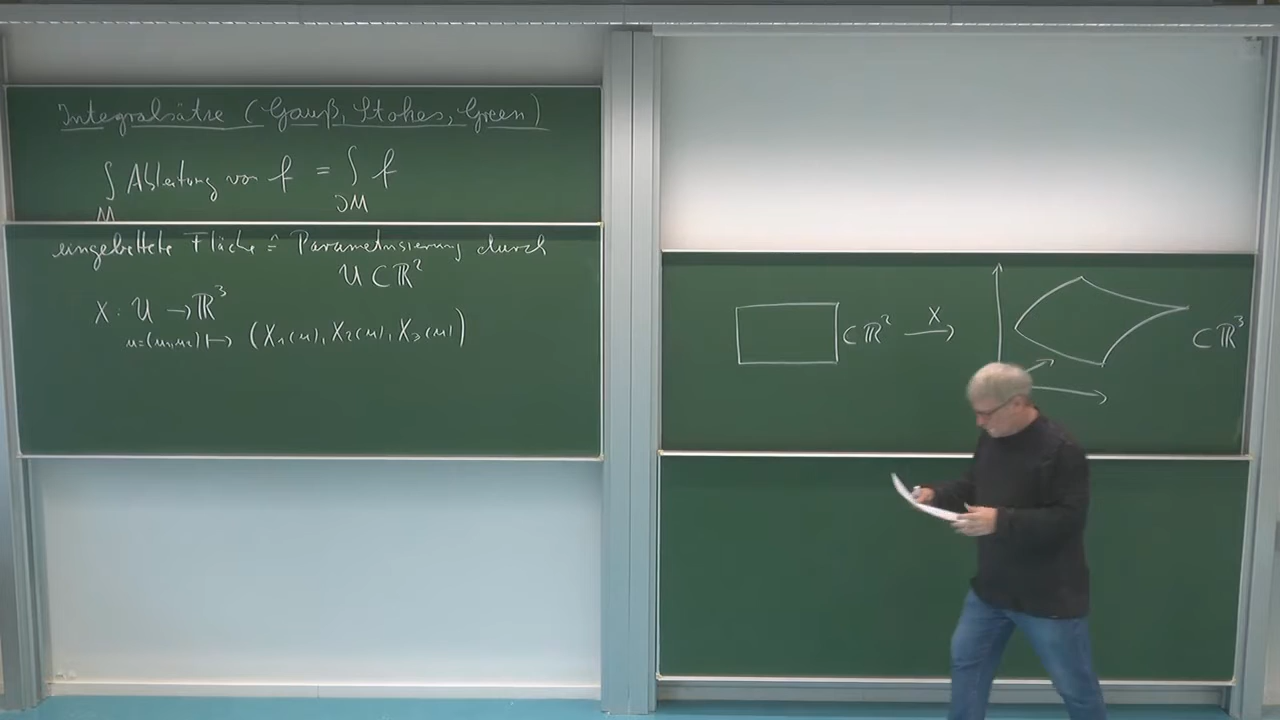 Integralsätze (Gauß, Stokes, Green)
∫_M Ableitung von f = ∫_∂M f
eingebettete Fläche ≙ Parametrisierung durch
U ⊂ ℝ²
X : U → ℝ³
u=(u₁,u₂) ↦ (X₁(u), X₂(u), X₃(u))
⊂ ℝ² X → ⊂ ℝ³